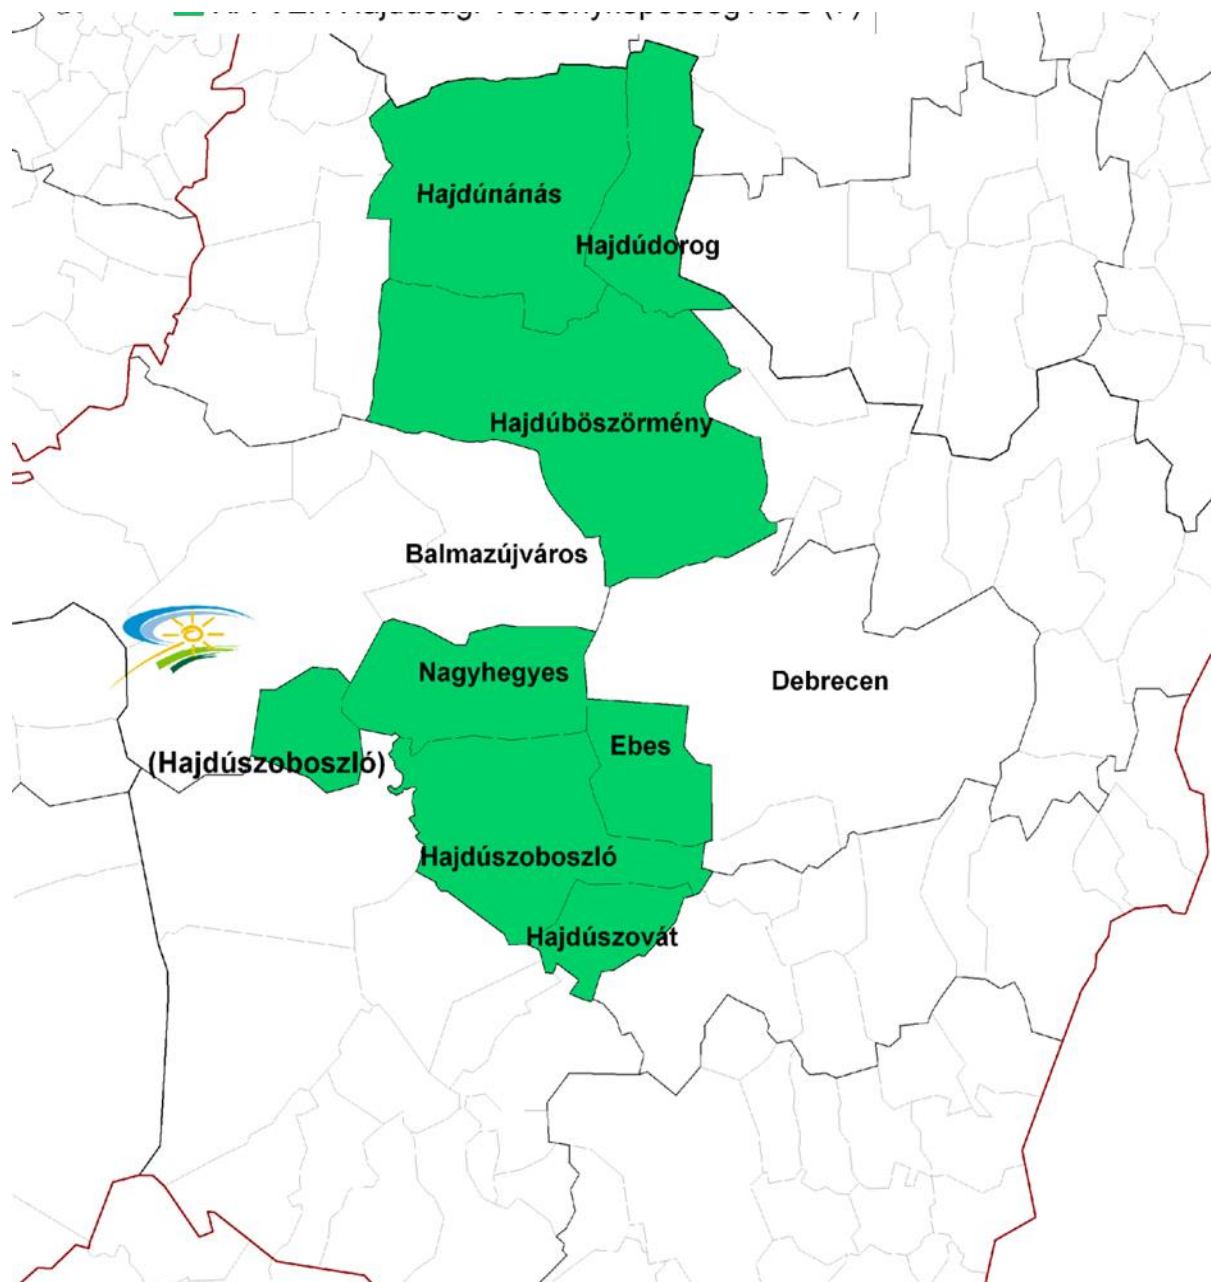 Hajdúnánás
Hajdúdorog
Hajdúböszörmény
Balmazújváros
Nagyhegyes
Debrecen
Ebes
(Hajdúszoboszló)
Hajdúszoboszló
Hajdúszovát